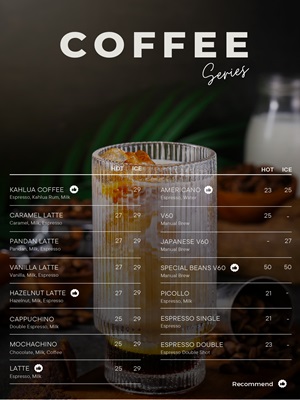 COFFEE
Series
HOT ICE
KAHLUA COFFEE 29
Espresso, Kahlua Rum, Milk
CARAMEL LATTE 27 29
Caramel, Milk, Espresso
PANDAN LATTE 27 29
Pandan, Milk, Espresso
VANILLA LATTE 27 29
Vanilla, Milk, Espresso
HAZELNUT LATTE 27 29
Hazelnut, Milk, Espresso
CAPPUCHINO 25 29
Double Espresso, Milk
MOCHACHINO 25 29
Chocolate, Milk, Coffee
LATTE 25 29
Espresso, Milk
HOT ICE
AMERICANO 23 25
Espresso, Water
V60 25 -
Manual Brew
JAPANESE V60 - 27
Manual Brew
SPECIAL BEANS V60 50 50
Manual Brew
PICOLLO 21 -
Espresso, Milk
ESPRESSO SINGLE 21 -
Espresso
ESPRESSO DOUBLE 23 -
Espresso Double Shot
Recommend